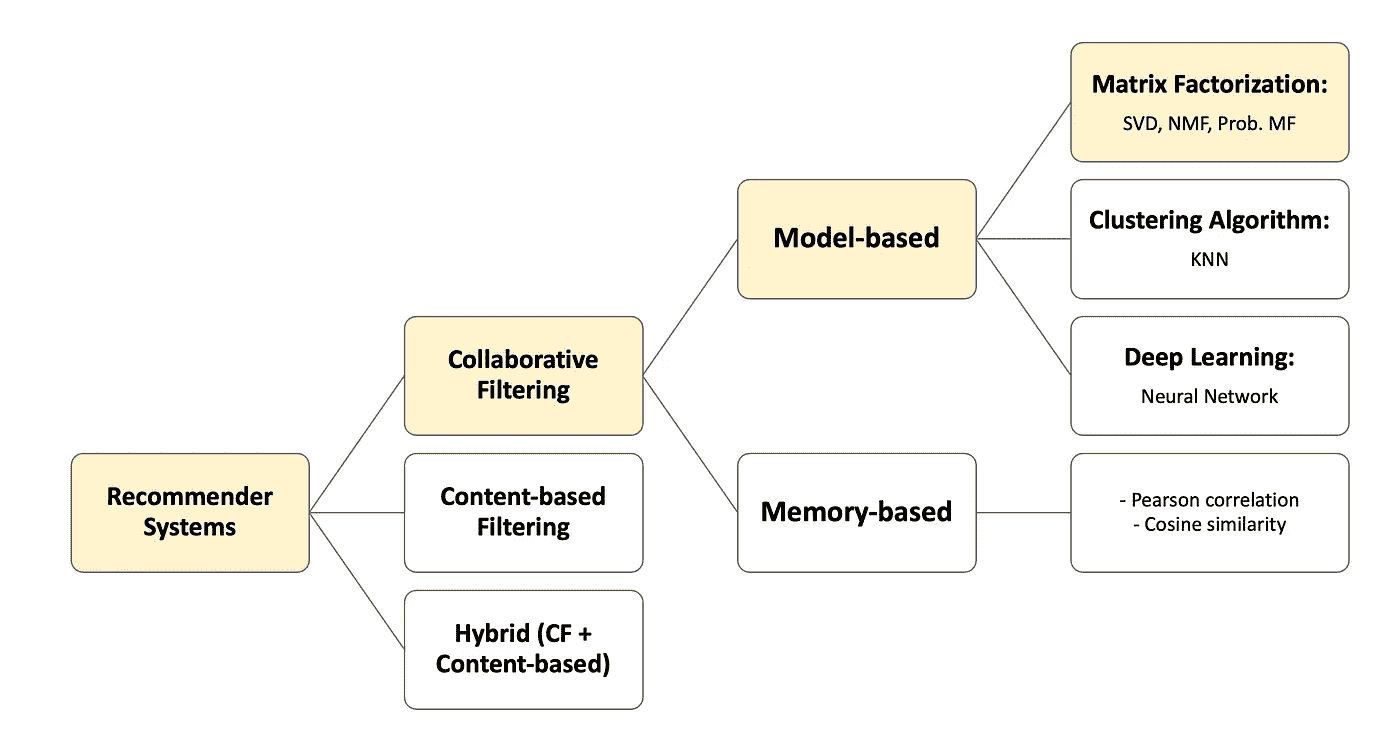 Recommender
Systems
Collaborative
Filtering
Content-based
Filtering
Hybrid (CF +
Content-based)
Model-based
Memory-based
Matrix Factorization:
SVD, NMF, Prob. MF
Clustering Algorithm:
KNN
Deep Learning:
Neural Network
- Pearson correlation
- Cosine similarity